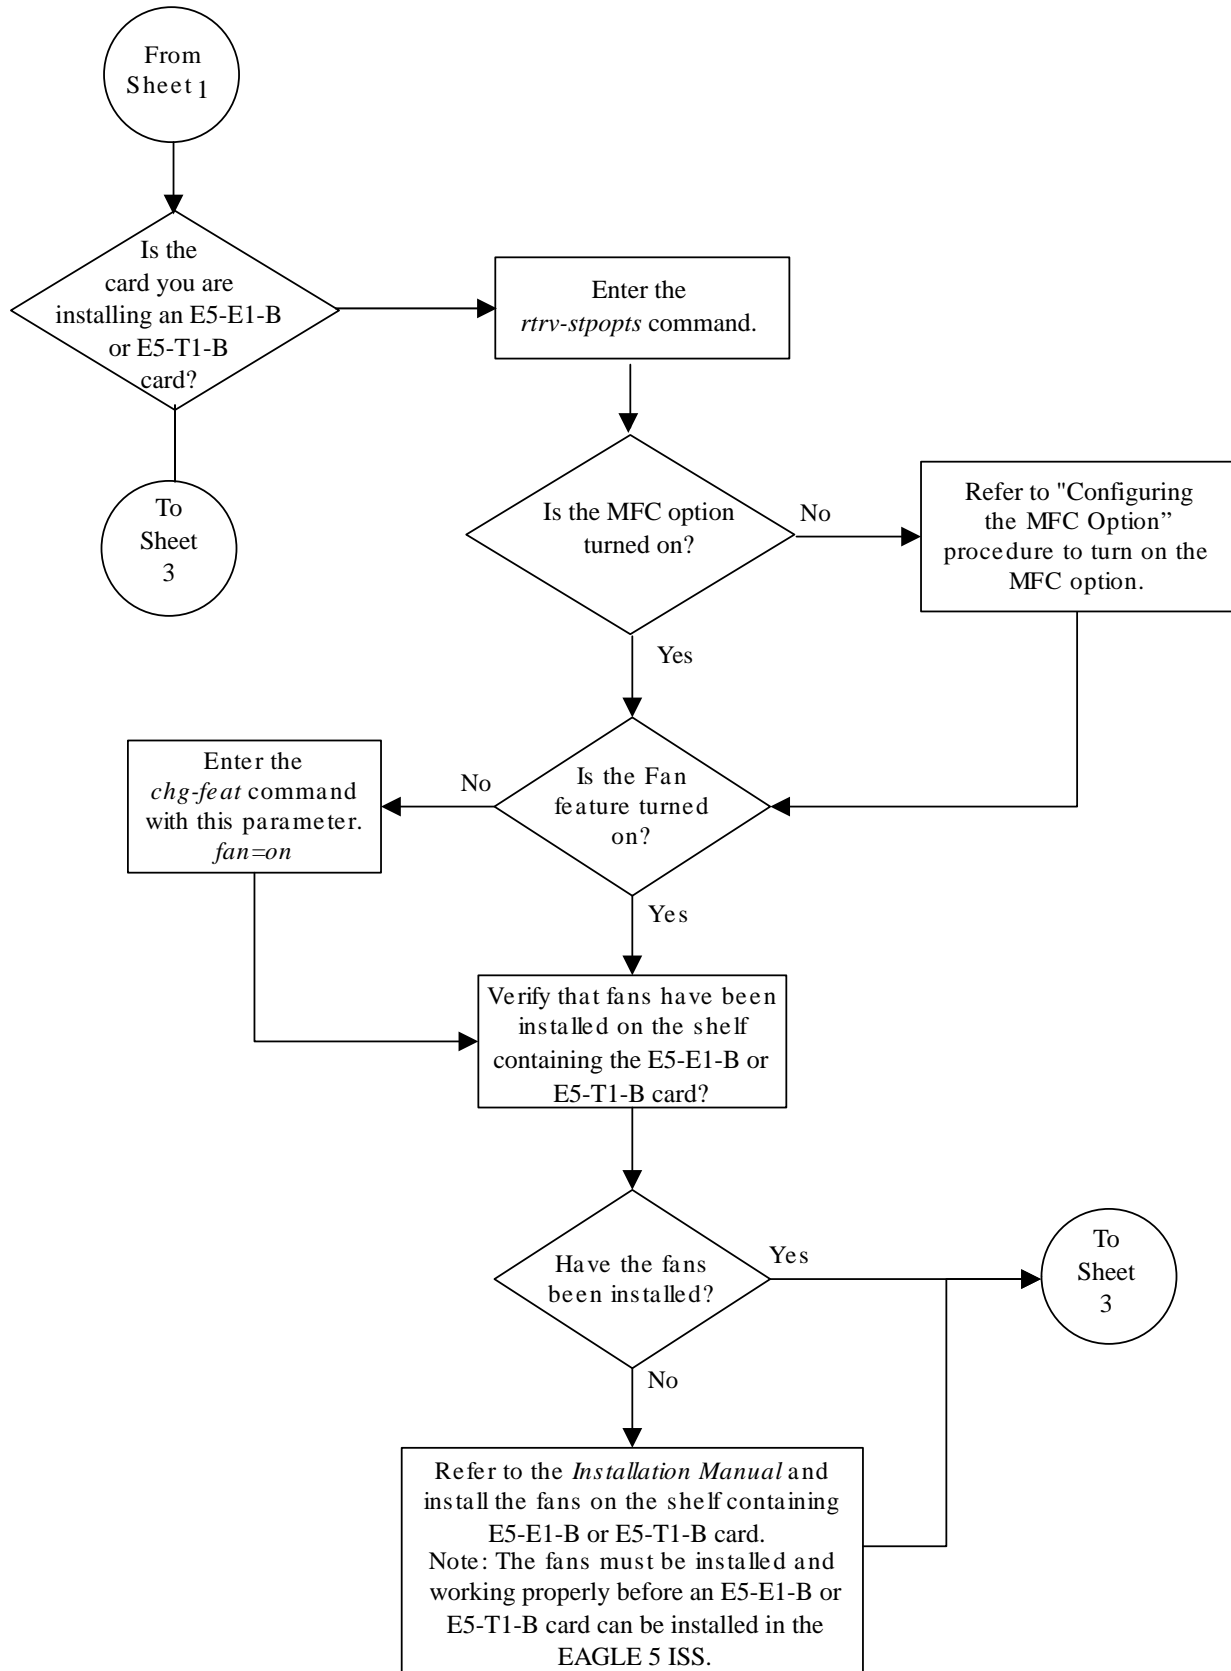 From
Sheet 1
Is the
card you are
installing an E5-E1-B
or E5-T1-B
card?
Enter the
rtrv-stpopts command.
To
Sheet
3
Is the MFC option
turned on?
No
Refer to "Configuring
the MFC Option”
procedure to turn on the
MFC option.
Yes
Enter the
chg-feat command
with this parameter.
fan=on
No
Is the Fan
feature turned
on?
Yes
Verify that fans have been
installed on the shelf
containing the E5-E1-B or
E5-T1-B card?
Have the fans
been installed?
Yes
To
Sheet
3
No
Refer to the Installation Manual and
install the fans on the shelf containing
E5-E1-B or E5-T1-B card.
Note: The fans must be installed and
working properly before an E5-E1-B or
E5-T1-B card can be installed in the
EAGLE 5 ISS.